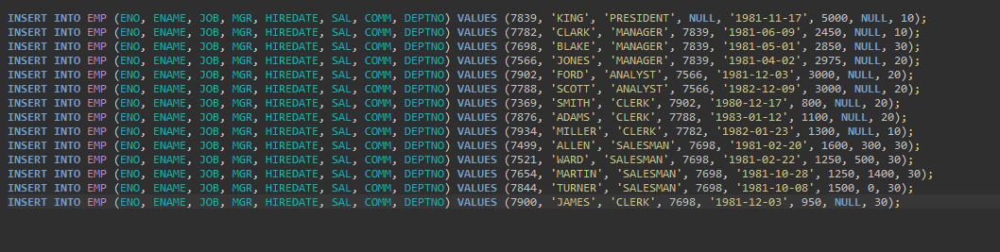 INSERT INTO EMP (ENO, ENAME, JOB, MGR, HIREDATE, SAL, COMM, DEPTNO) VALUES (7839, 'KING', 'PRESIDENT', NULL, '1981-11-17', 5000, NULL, 10);
INSERT INTO EMP (ENO, ENAME, JOB, MGR, HIREDATE, SAL, COMM, DEPTNO) VALUES (7782, 'CLARK', 'MANAGER', 7839, '1981-06-09', 2450, NULL, 10);
INSERT INTO EMP (ENO, ENAME, JOB, MGR, HIREDATE, SAL, COMM, DEPTNO) VALUES (7698, 'BLAKE', 'MANAGER', 7839, '1981-05-01', 2850, NULL, 30);
INSERT INTO EMP (ENO, ENAME, JOB, MGR, HIREDATE, SAL, COMM, DEPTNO) VALUES (7566, 'JONES', 'MANAGER', 7839, '1981-04-02', 2975, NULL, 20);
INSERT INTO EMP (ENO, ENAME, JOB, MGR, HIREDATE, SAL, COMM, DEPTNO) VALUES (7902, 'FORD', 'ANALYST', 7566, '1981-12-03', 3000, NULL, 20);
INSERT INTO EMP (ENO, ENAME, JOB, MGR, HIREDATE, SAL, COMM, DEPTNO) VALUES (7788, 'SCOTT', 'ANALYST', 7566, '1982-12-09', 3000, NULL, 20);
INSERT INTO EMP (ENO, ENAME, JOB, MGR, HIREDATE, SAL, COMM, DEPTNO) VALUES (7369, 'SMITH', 'CLERK', 7902, '1980-12-17', 800, NULL, 20);
INSERT INTO EMP (ENO, ENAME, JOB, MGR, HIREDATE, SAL, COMM, DEPTNO) VALUES (7876, 'ADAMS', 'CLERK', 7788, '1983-01-12', 1100, NULL, 20);
INSERT INTO EMP (ENO, ENAME, JOB, MGR, HIREDATE, SAL, COMM, DEPTNO) VALUES (7934, 'MILLER', 'CLERK', 7782, '1982-01-23', 1300, NULL, 10);
INSERT INTO EMP (ENO, ENAME, JOB, MGR, HIREDATE, SAL, COMM, DEPTNO) VALUES (7499, 'ALLEN', 'SALESMAN', 7698, '1981-02-20', 1600, 300, 30);
INSERT INTO EMP (ENO, ENAME, JOB, MGR, HIREDATE, SAL, COMM, DEPTNO) VALUES (7521, 'WARD', 'SALESMAN', 7698, '1981-02-22', 1250, 500, 30);
INSERT INTO EMP (ENO, ENAME, JOB, MGR, HIREDATE, SAL, COMM, DEPTNO) VALUES (7654, 'MARTIN', 'SALESMAN', 7698, '1981-10-28', 1250, 1400, 30);
INSERT INTO EMP (ENO, ENAME, JOB, MGR, HIREDATE, SAL, COMM, DEPTNO) VALUES (7844, 'TURNER', 'SALESMAN', 7698, '1981-10-08', 1500, 0, 30);
INSERT INTO EMP (ENO, ENAME, JOB, MGR, HIREDATE, SAL, COMM, DEPTNO) VALUES (7900, 'JAMES', 'CLERK', 7698, '1981-12-03', 950, NULL, 30);